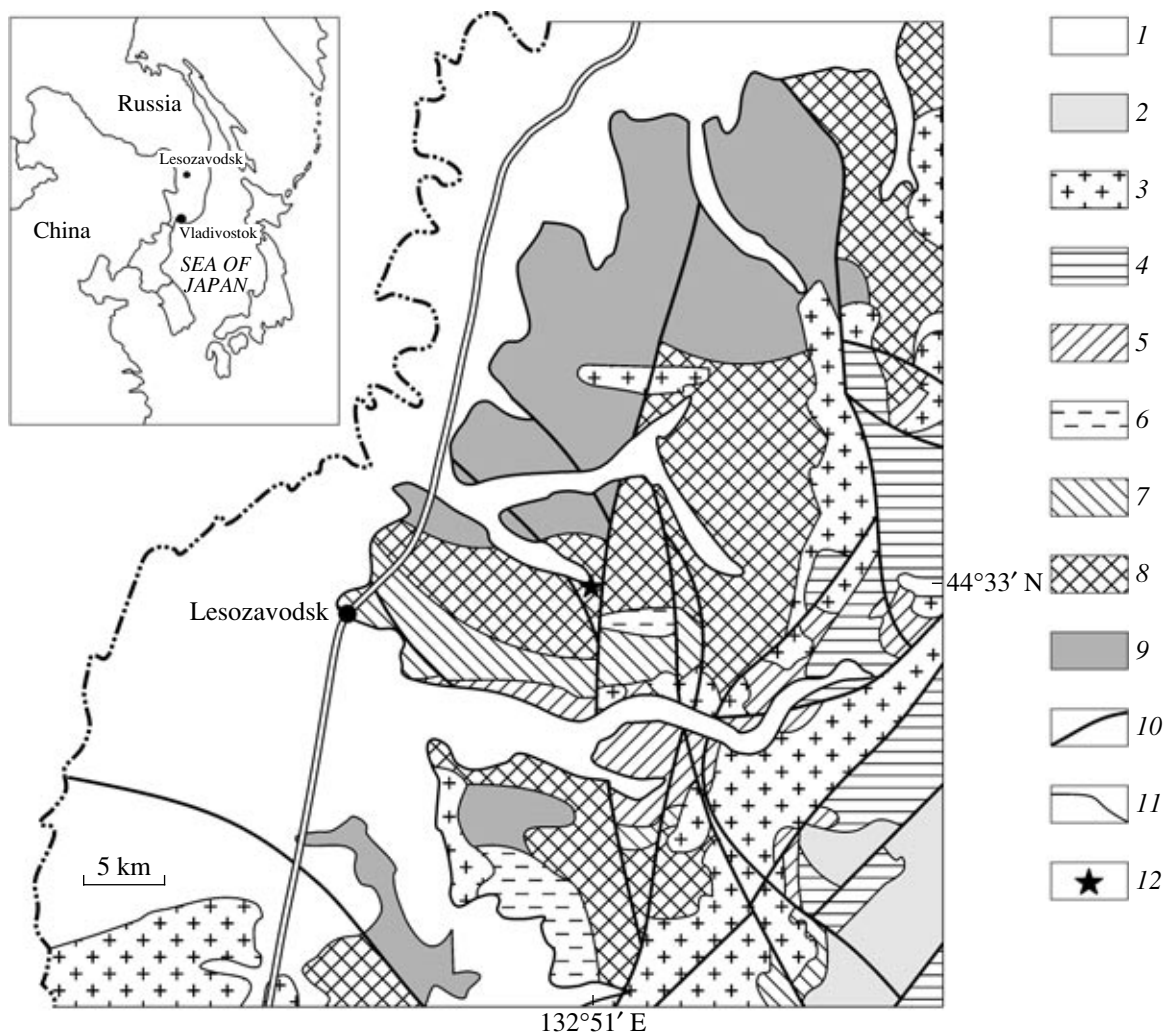 Russia
Lesozavodsk
China
Vladivostok
SEA OF
JAPAN
Lesozavodsk
44°33′ N
5 km
132°51′ E
1
2
3
4
5
6
7
8
9
10
11
12